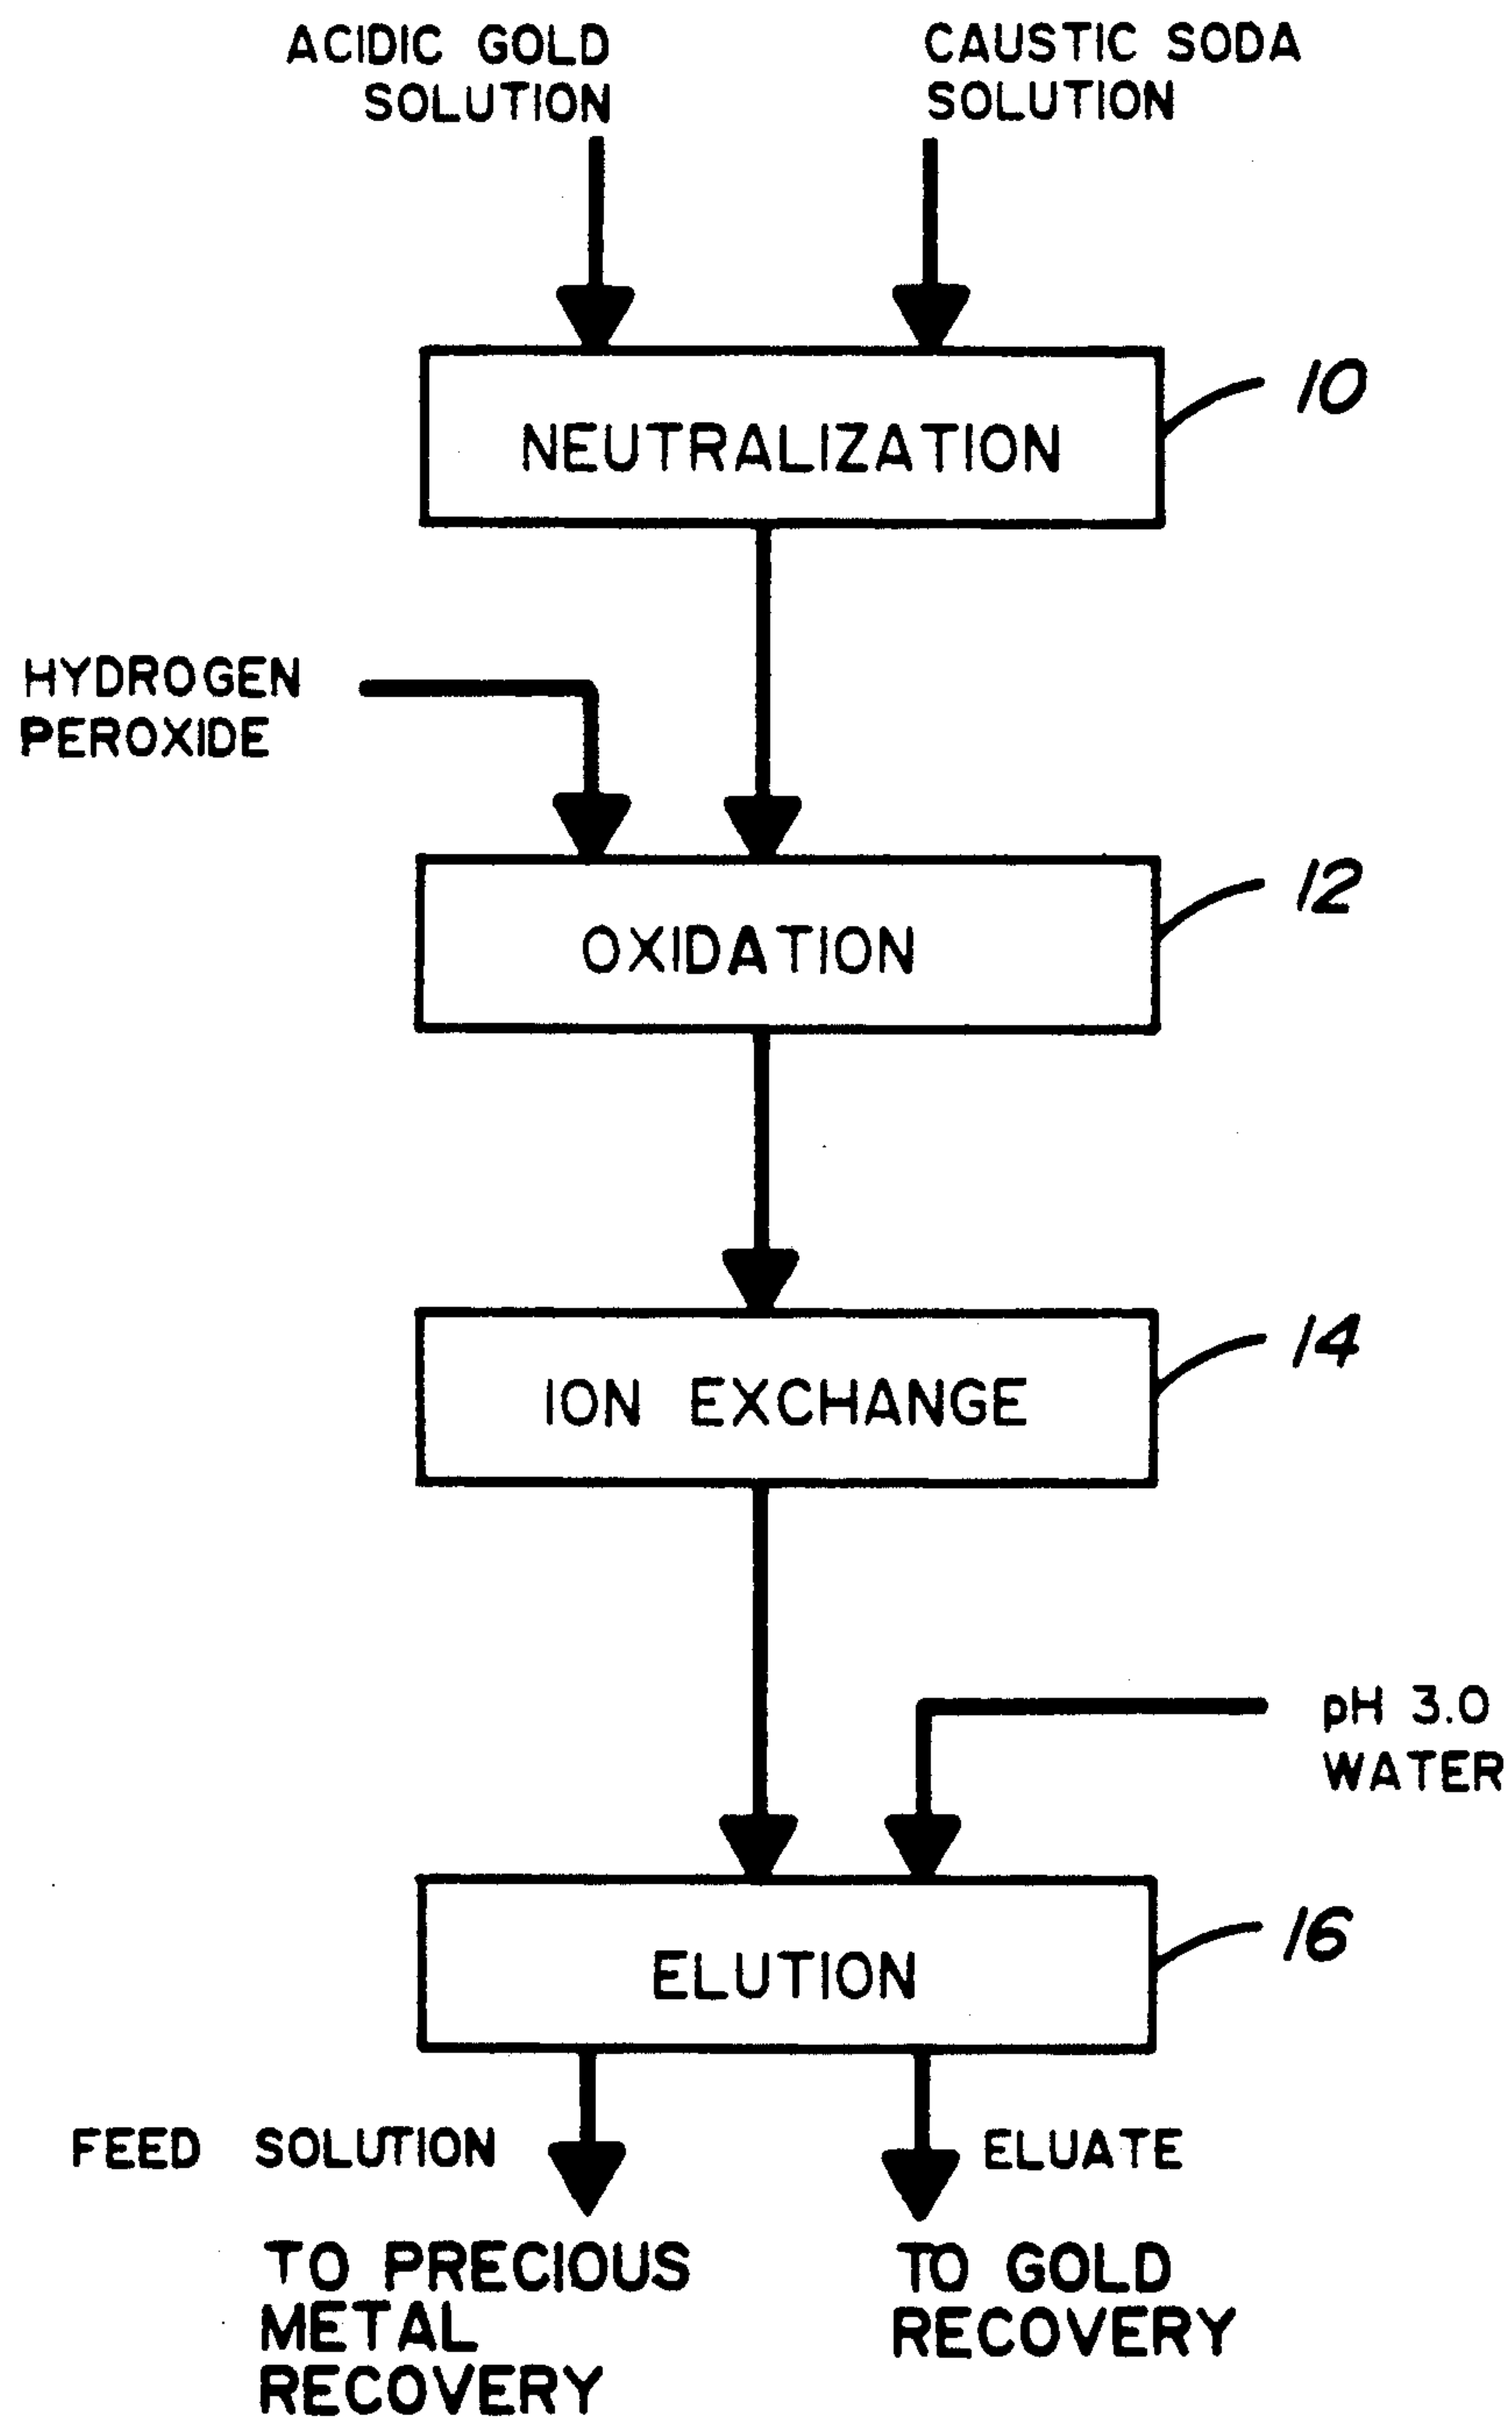 ACIDIC GOLD
SOLUTION
CAUSTIC SODA
SOLUTION
NEUTRALIZATION
10
HYDROGEN
PEROXIDE
OXIDATION
12
ION EXCHANGE
14
pH 3.0
WATER
ELUTION
16
FEED SOLUTION
ELUATE
TO PRECIOUS
METAL
RECOVERY
TO GOLD
RECOVERY